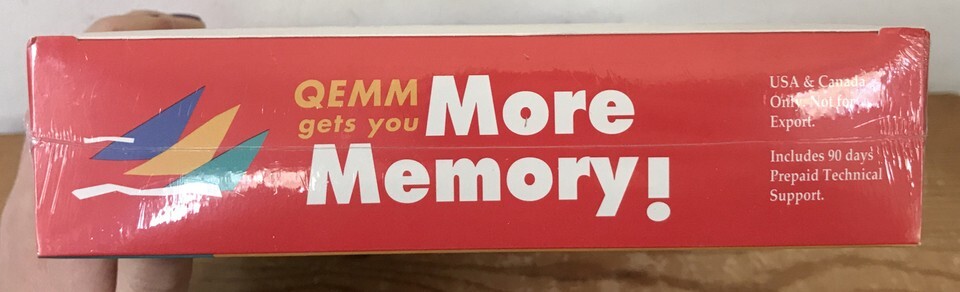 QEMM
gets you More
Memory!
USA & Canada
Only. Not for
Export.
Includes 90 days
Prepaid Technical
Support.